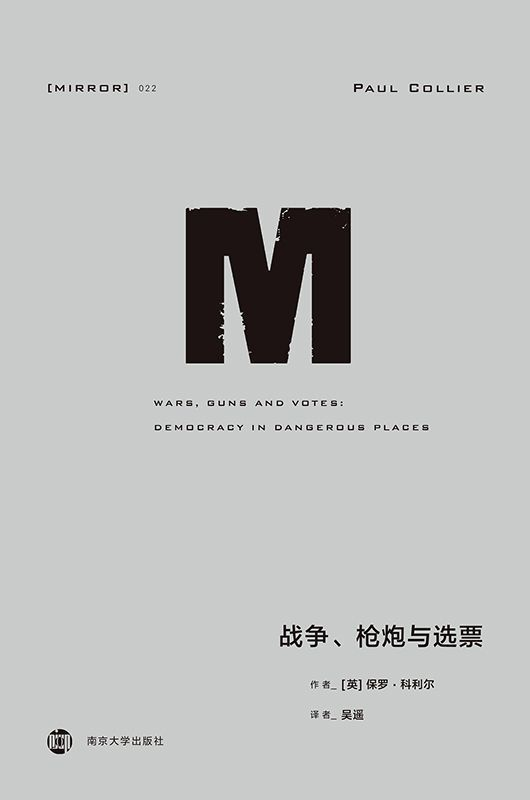 [MIRROR] 022
PAUL COLLIER
M
WARS, GUNS AND VOTES:
DEMOCRACY IN DANGEROUS PLACES
战争、枪炮与选票
作者_ [英] 保罗·科利尔
译者_ 吴遥
南京大学出版社